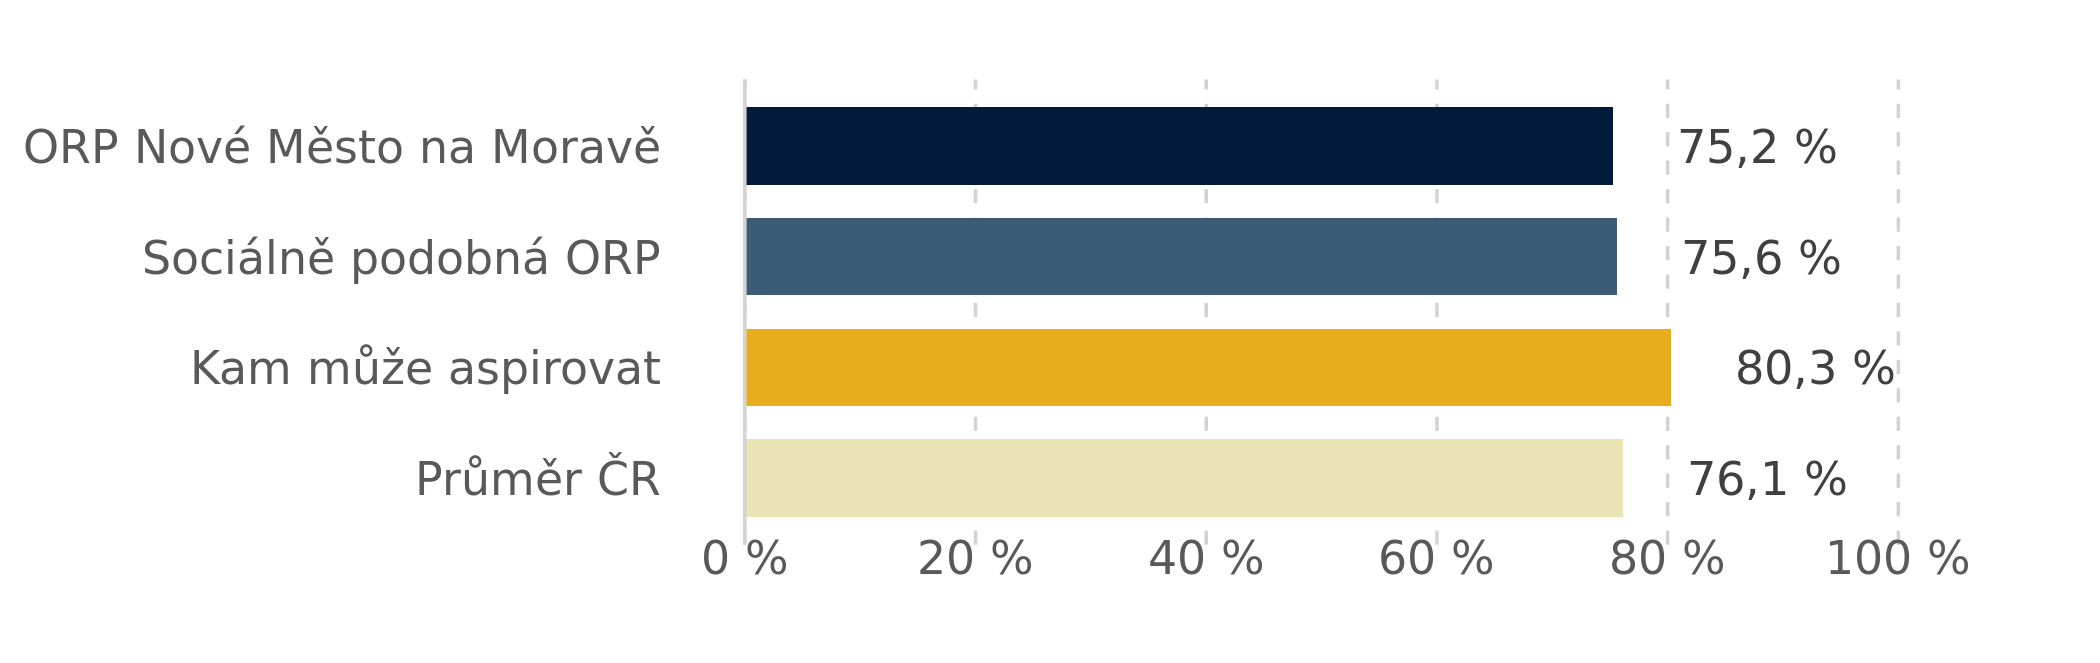 ORP Nové Město na Moravě 75,2 %
Sociálně podobná ORP 75,6 %
Kam může aspirovat 80,3 %
Průměr ČR 76,1 %
0 % 20 % 40 % 60 % 80 % 100 %